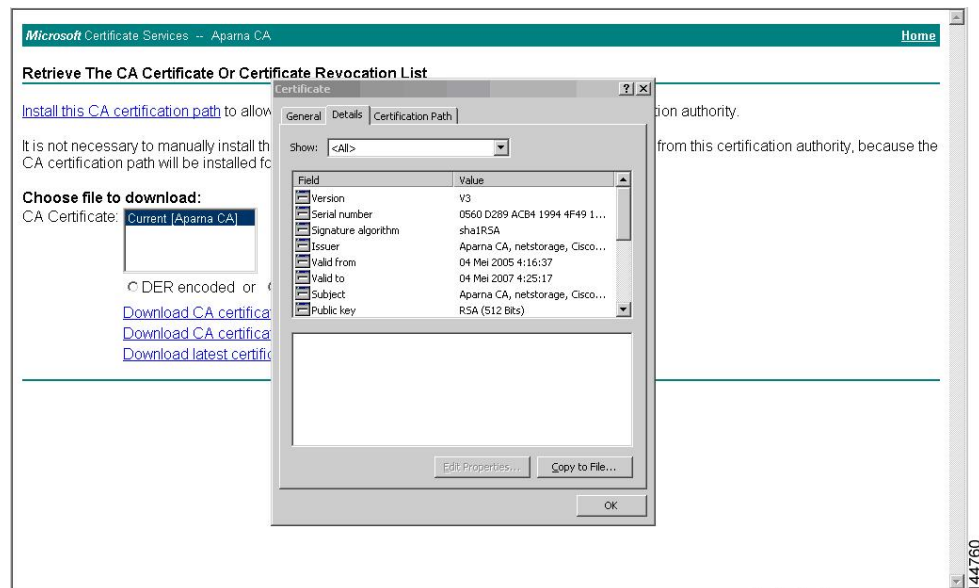 Microsoft Certificate Services -- Aparna CA
Home
Retrieve The CA Certificate Or Certificate Revocation List
Install this CA certification path to allow
tion authority.
It is not necessary to manually install th
from this certification authority, because the
CA certification path will be installed fo
Choose file to download:
CA Certificate:
Current [Aparna CA]
DER encoded or
Download CA certifica
Download CA certifica
Download latest certific
Certificate
General
Details
Certification Path
Show:
<All>
Field Value
Version V3
Serial number 0560 D289 ACB4 1994 4F49 1...
Signature algorithm sha1RSA
Issuer Aparna CA, netstorage, Cisco...
Valid from 04 Mei 2005 4:16:37
Valid to 04 Mei 2007 4:25:17
Subject Aparna CA, netstorage, Cisco...
Public key RSA (512 Bits)
Edit Properties...
Copy to File...
OK
44760